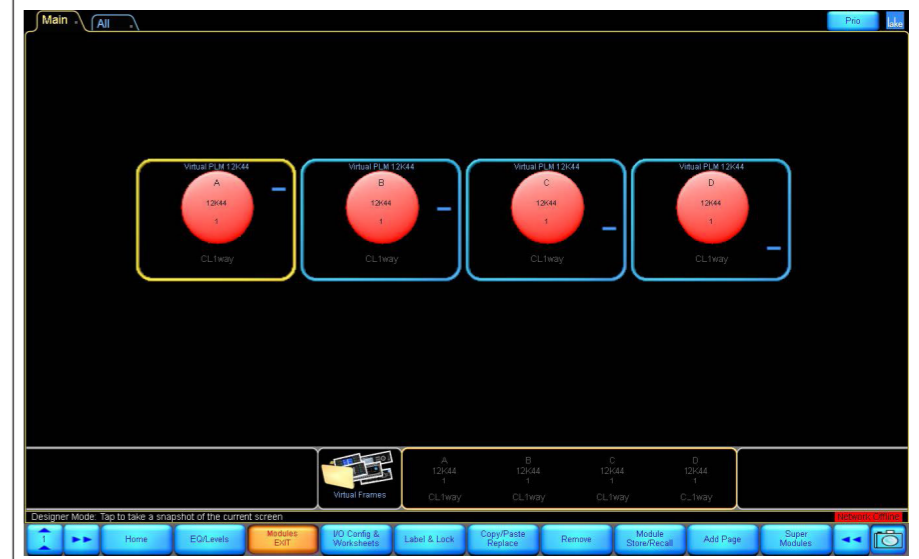 Main
All
Prio
lake
Virtual PLM 12K44
A
12K44
1
CL1way
Virtual PLM 12K44
B
12K44
1
CL1way
Virtual PLM 12K44
C
12K44
1
CL1way
Virtual PLM 12K44
D
12K44
1
CL1way
Virtual Frames
A
12K44
1
CL1way
B
12K44
1
CL1way
C
12K44
1
CL1way
D
12K44
1
CL1way
Designer Mode: Tap to take a snapshot of the current screen
Network Offline
1
Home
EQ/Levels
Modules
EXIT
I/O Config &
Worksheets
Label & Lock
Copy/Paste
Replace
Remove
Module
Store/Recall
Add Page
Super
Modules